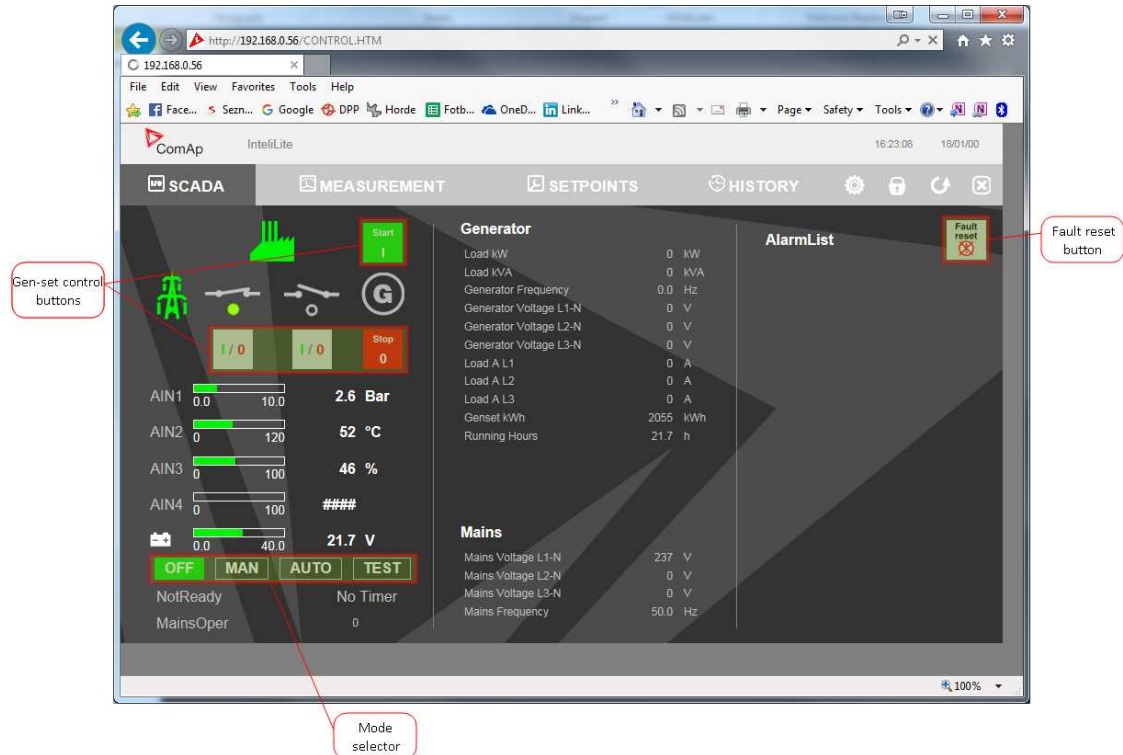 http://192.168.0.56/CONTROL.HTM
192.168.0.56
File Edit View Favorites Tools Help
Face... Sezn... Google DPP Horde Fotb... OneD... Link... » Page Safety Tools
ComAp InteliLite 16:23:08 18/01/00
SCADA MEASUREMENT SETPOINTS HISTORY
Start
I
Gen-set control
buttons
G
I / 0 I / 0 Stop
0
AIN1 0.0 10.0 2.6 Bar
AIN2 0 120 52 °C
AIN3 0 100 46 %
AIN4 0 100 ####
0.0 40.0 21.7 V
OFF MAN AUTO TEST
NotReady No Timer
MainsOper 0
Generator
Load kW 0 kW
Load kVA 0 kVA
Generator Frequency 0.0 Hz
Generator Voltage L1-N 0 V
Generator Voltage L2-N 0 V
Generator Voltage L3-N 0 V
Load A L1 0 A
Load A L2 0 A
Load A L3 0 A
Genset kWh 2055 kWh
Running Hours 21.7 h
Mains
Mains Voltage L1-N 237 V
Mains Voltage L2-N 0 V
Mains Voltage L3-N 0 V
Mains Frequency 50.0 Hz
AlarmList
Fault
reset
Fault reset
button
100%
Mode
selector